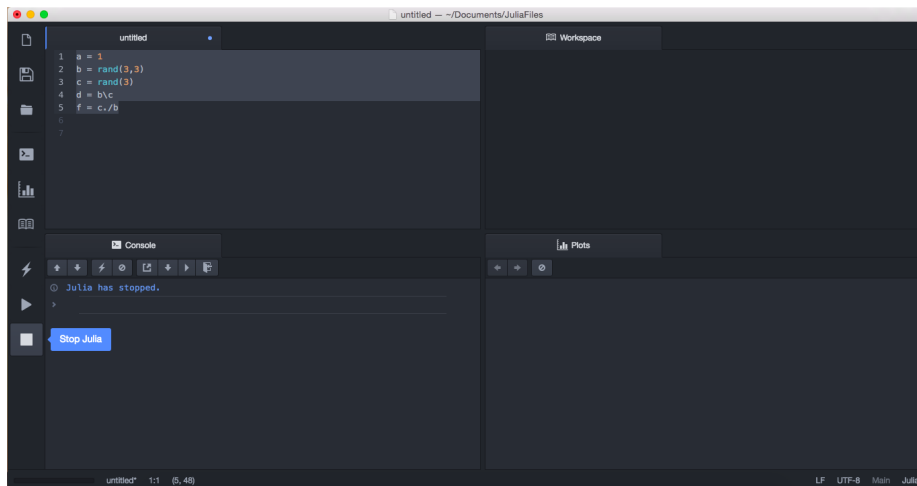 untitled — ~/Documents/JuliaFiles
untitled
Workspace
1 a = 1
2 b = rand(3,3)
3 c = rand(3)
4 d = b\c
5 f = c./b
6
7
Console
Plots
Julia has stopped.
>
Stop Julia
untitled* 1:1 (5, 48)
LF UTF-8 Main Julia